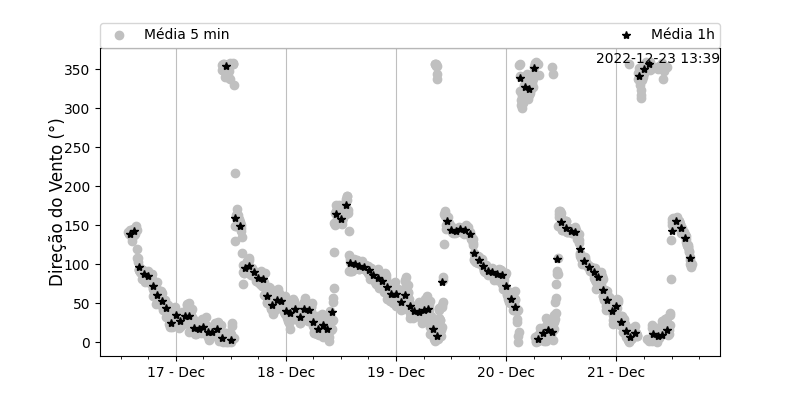 Média 5 min
Média 1h
2022-12-23 13:39
Direção do Vento (°)
350
300
250
200
150
100
50
0
17 - Dec
18 - Dec
19 - Dec
20 - Dec
21 - Dec